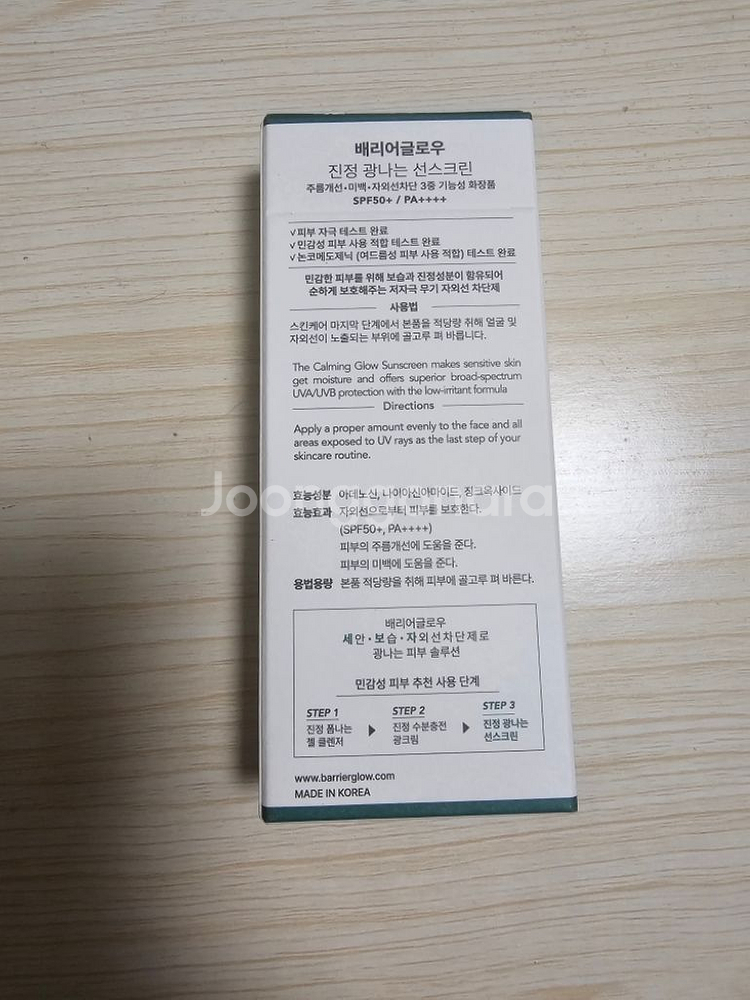 배리어글로우
진정 광나는 선스크린
주름개선•미백•자외선차단 3중 기능성 화장품
SPF50+ / PA++++
√피부 자극 테스트 완료
√민감성 피부 사용 적합 테스트 완료
√논코메도제닉 (여드름성 피부 사용 적합) 테스트 완료
민감한 피부를 위해 보습과 진정성분이 함유되어
순하게 보호해주는 저자극 무기 자외선 차단제
사용법
스킨케어 마지막 단계에서 본품을 적당량 취해 얼굴 및
자외선이 노출되는 부위에 골고루 펴 바릅니다.
The Calming Glow Sunscreen makes sensitive skin
get moisture and offers superior broad-spectrum
UVA/UVB protection with the low-irritant formula
Directions
Apply a proper amount evenly to the face and all
areas exposed to UV rays as the last step of your
skincare routine.
효능성분 아데노신, 나이아신아마이드, 징크옥사이드
Joonggonara
효능효과 자외선으로부터 피부를 보호한다.
(SPF50+, PA++++)
피부의 주름개선에 도움을 준다.
피부의 미백에 도움을 준다.
용법용량 본품 적당량을 취해 피부에 골고루 펴 바른다.
배리어글로우
세안 • 보습 • 자외선차단제로
광나는 피부 솔루션
민감성 피부 추천 사용 단계
STEP 1 STEP 2 STEP 3
진정 폼나는 진정 수분충전 진정 광나는
젤 클렌저 광크림 선스크린
www.barrierglow.com
MADE IN KOREA